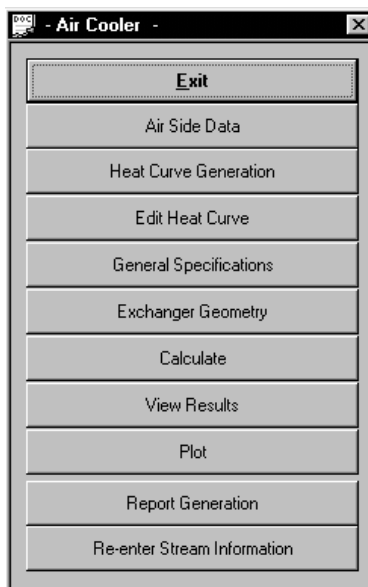 - Air Cooler -
Exit
Air Side Data
Heat Curve Generation
Edit Heat Curve
General Specifications
Exchanger Geometry
Calculate
View Results
Plot
Report Generation
Re-enter Stream Information